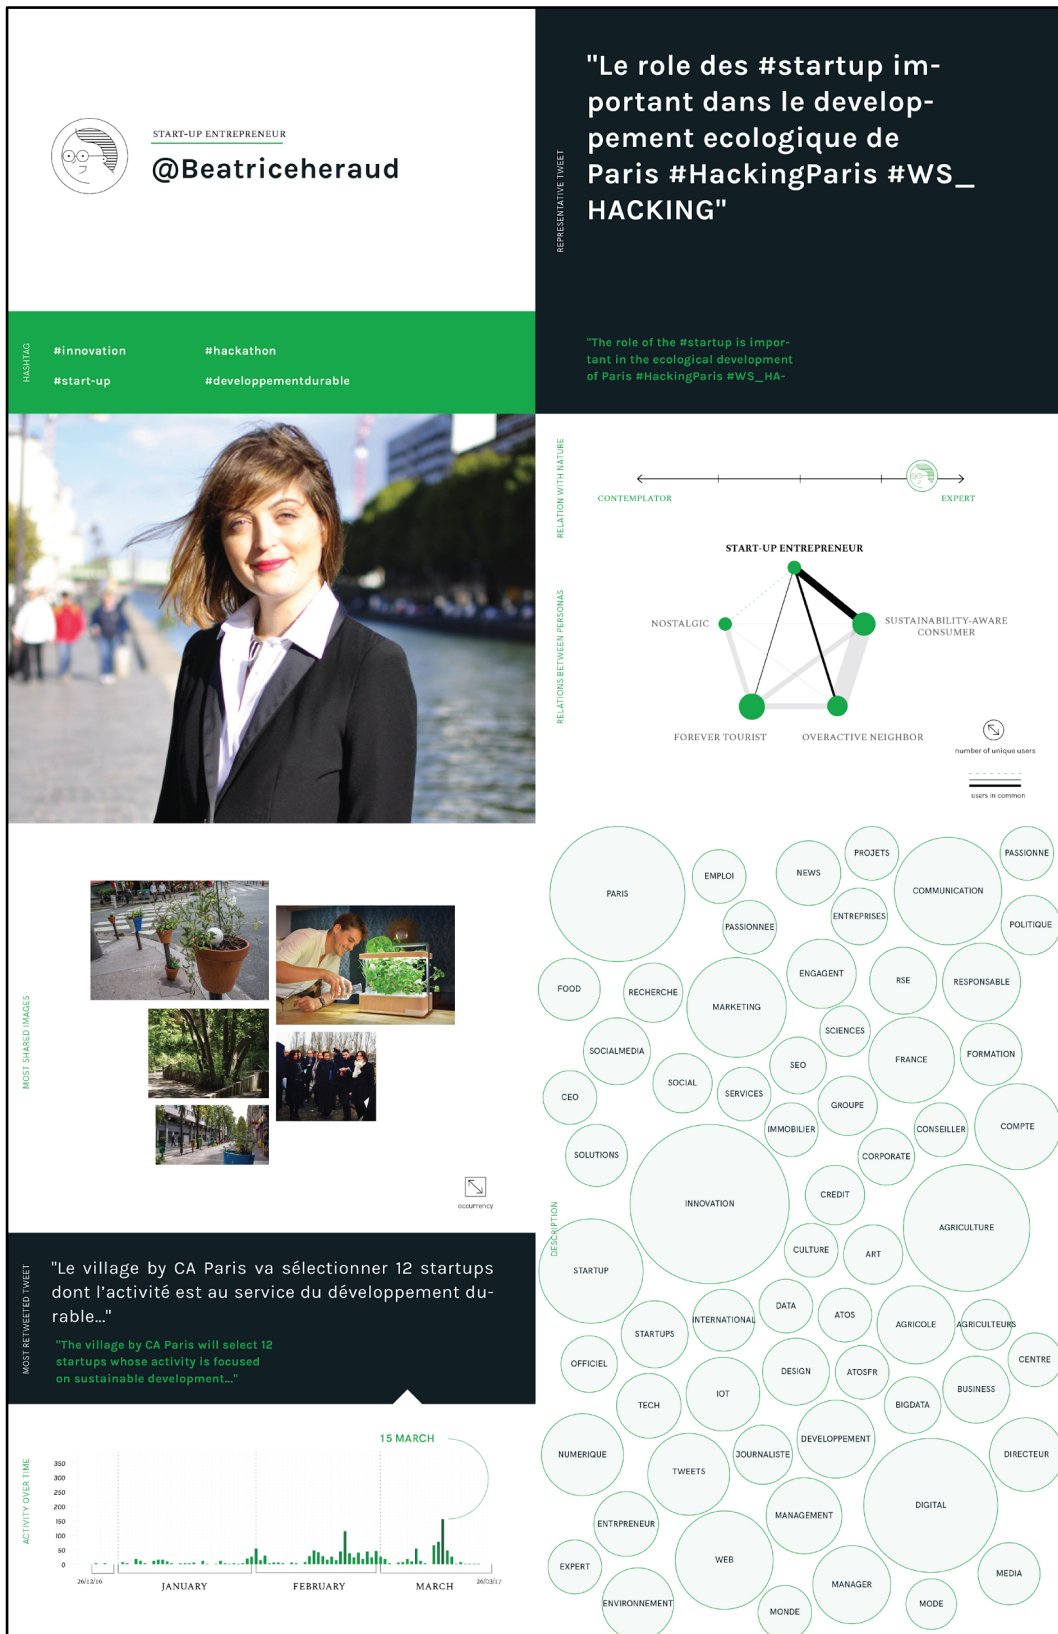 START-UP ENTREPRENEUR
@Beatriceheraud
HASHTAG
#innovation
#hackathon
#start-up
#developpementdurable
REPRESENTATIVE TWEET
"Le role des #startup im-
portant dans le develop-
pement ecologique de
Paris #HackingParis #WS_
HACKING"
"The role of the #startup is impor-
tant in the ecological development
of Paris #HackingParis #WS_HA-
RELATION WITH NATURE
CONTEMPLATOR
EXPERT
RELATIONS BETWEEN PERSONAS
START-UP ENTREPRENEUR
NOSTALGIC
SUSTAINABILITY-AWARE
CONSUMER
FOREVER TOURIST
OVERACTIVE NEIGHBOR
number of unique users
users in common
MOST SHARED IMAGES
occurrency
MOST RETWEETED TWEET
"Le village by CA Paris va sélectionner 12 startups
dont l'activité est au service du développement du-
rable..."
"The village by CA Paris will select 12
startups whose activity is focused
on sustainable development..."
ACTIVITY OVER TIME
15 MARCH
350
300
250
200
150
100
50
0
26/12/16
JANUARY
FEBRUARY
MARCH
26/03/17
DESCRIPTION
PARIS
EMPLOI
NEWS
PROJETS
COMMUNICATION
PASSIONNE
PASSIONNEE
ENTREPRISES
POLITIQUE
FOOD
RECHERCHE
MARKETING
ENGAGENT
RSE
RESPONSABLE
SOCIALMEDIA
SCIENCES
SEO
FRANCE
FORMATION
CEO
SOCIAL
SERVICES
GROUPE
IMMOBILIER
CONSEILLER
COMPTE
SOLUTIONS
CORPORATE
INNOVATION
CREDIT
AGRICULTURE
STARTUP
CULTURE
ART
STARTUPS
INTERNATIONAL
DATA
ATOS
AGRICOLE
AGRICULTEURS
OFFICIEL
CENTRE
IOT
DESIGN
ATOSFR
BUSINESS
TECH
BIGDATA
NUMERIQUE
TWEETS
JOURNALISTE
DEVELOPPEMENT
DIRECTEUR
ENTRPRENEUR
MANAGEMENT
DIGITAL
EXPERT
WEB
ENVIRONNEMENT
MANAGER
MEDIA
MONDE
MODE